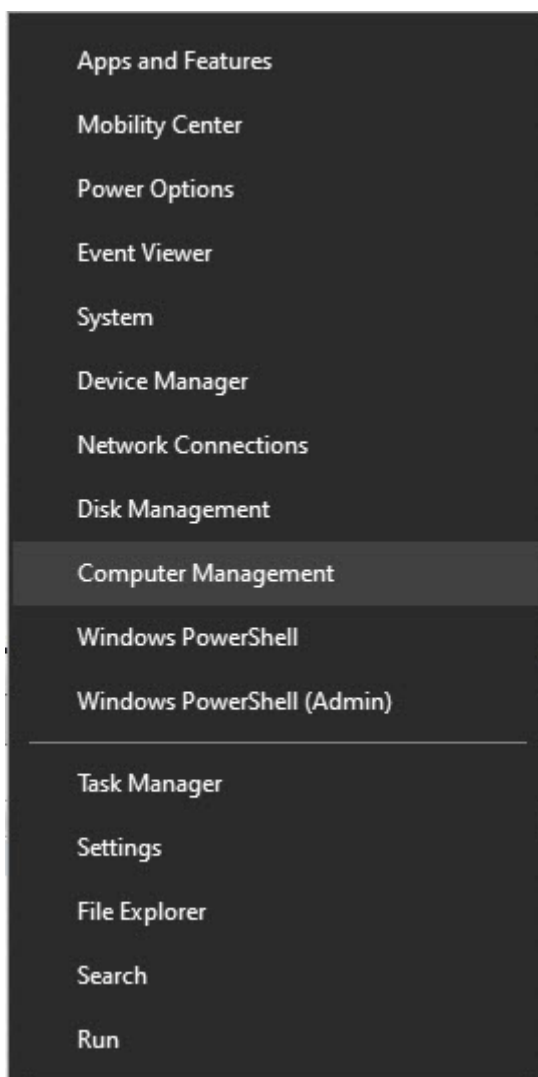 Apps and Features
Mobility Center
Power Options
Event Viewer
System
Device Manager
Network Connections
Disk Management
Computer Management
Windows PowerShell
Windows PowerShell (Admin)
Task Manager
Settings
File Explorer
Search
Run